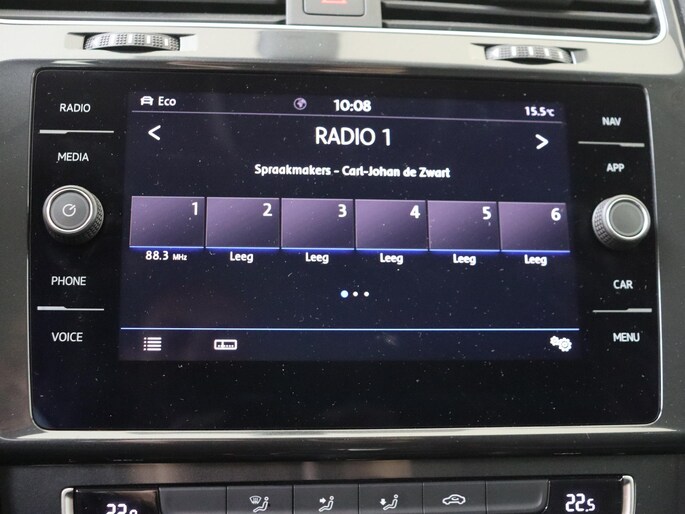 RADIO
MEDIA
PHONE
VOICE
Eco
10:08
15.5°C
< RADIO 1 >
Spraakmakers - Carl-Johan de Zwart
1 2 3 4 5 6
88.3 MHz Leeg Leeg Leeg Leeg Leeg
NAV
APP
CAR
MENU
22.5